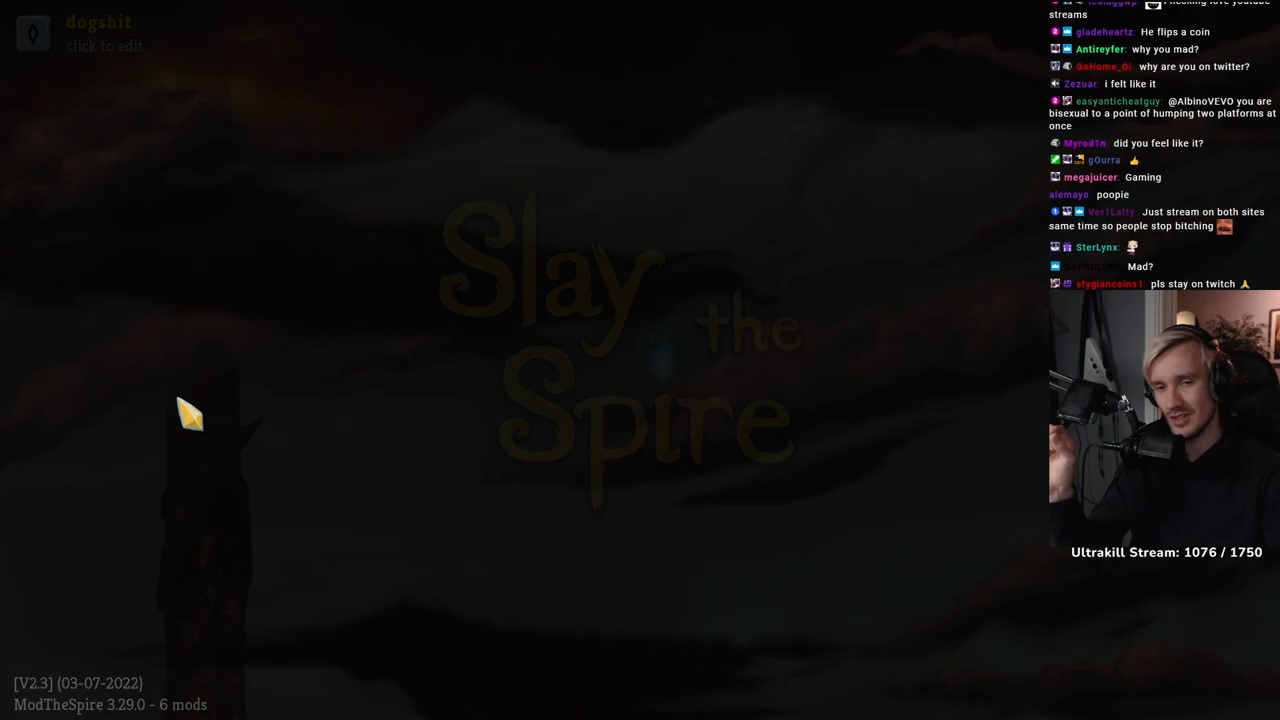 dogshit
click to edit
Slay
the
Spire
[V2.3] (03-07-2022)
ModTheSpire 3.29.0 - 6 mods
streams
gladeheartz: He flips a coin
Antireyfer: why you mad?
GoHome_Gi: why are you on twitter?
Zezuar: i felt like it
easyanticheatguy: @AlbinoVEVO you are
bisexual to a point of humping two platforms at
once
Myrod1n: did you feel like it?
gOurra:
megajuicer: Gaming
alemayo: poopie
Ver1Latty: Just stream on both sites
same time so people stop bitching
SterLynx:
Mad?
stygiancoins1: pls stay on twitch
Ultrakill Stream: 1076 / 1750